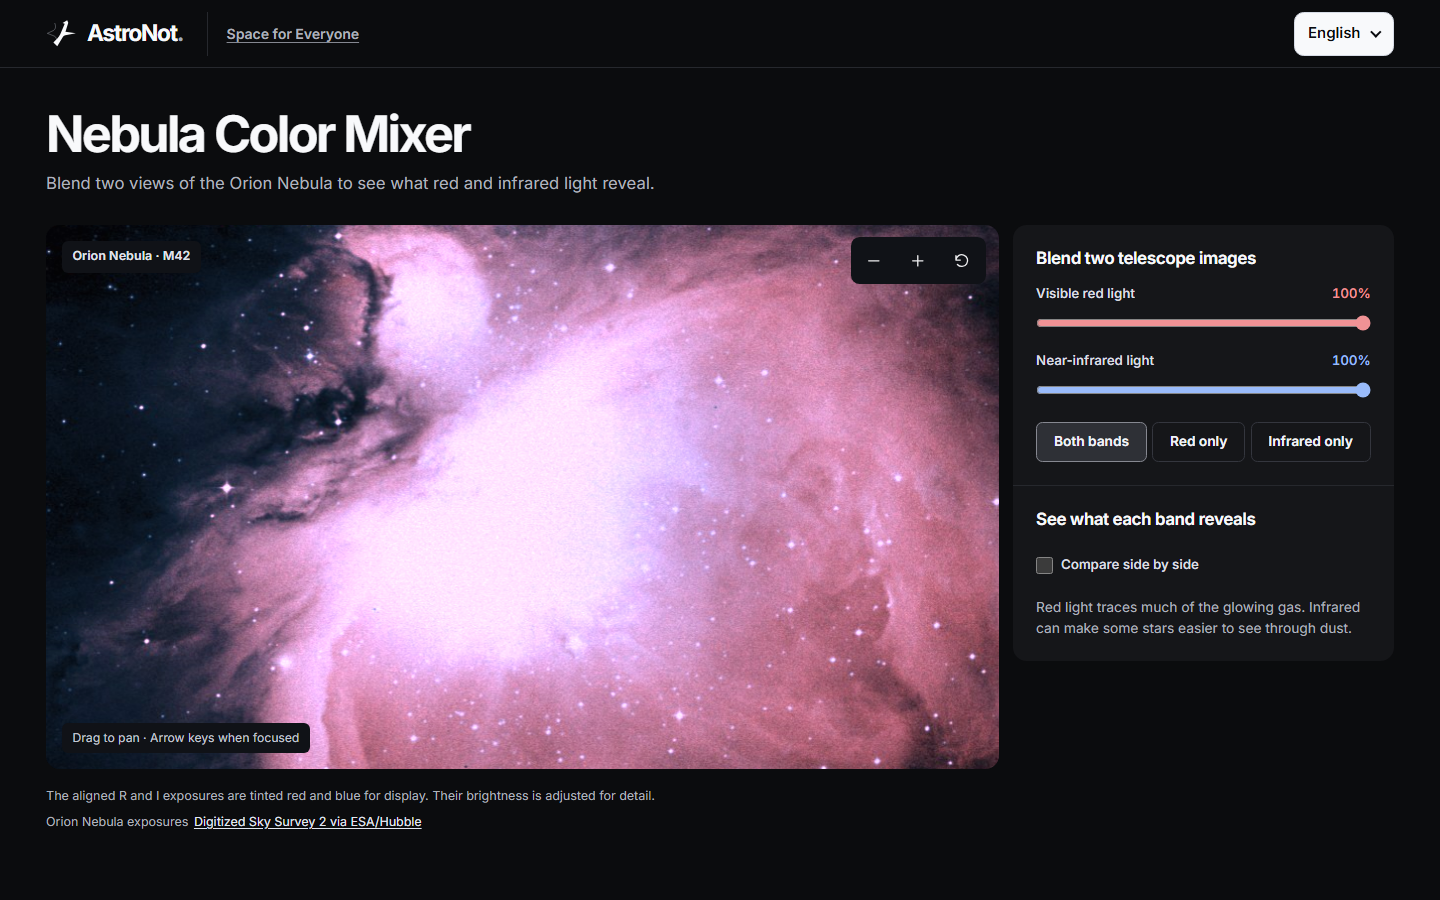 AstroNot.
Space for Everyone
English
Nebula Color Mixer
Blend two views of the Orion Nebula to see what red and infrared light reveal.
Orion Nebula · M42
Drag to pan · Arrow keys when focused
Blend two telescope images
Visible red light 100%
Near-infrared light 100%
Both bands Red only Infrared only
See what each band reveals
Compare side by side
Red light traces much of the glowing gas. Infrared
can make some stars easier to see through dust.
The aligned R and I exposures are tinted red and blue for display. Their brightness is adjusted for detail.
Orion Nebula exposures Digitized Sky Survey 2 via ESA/Hubble